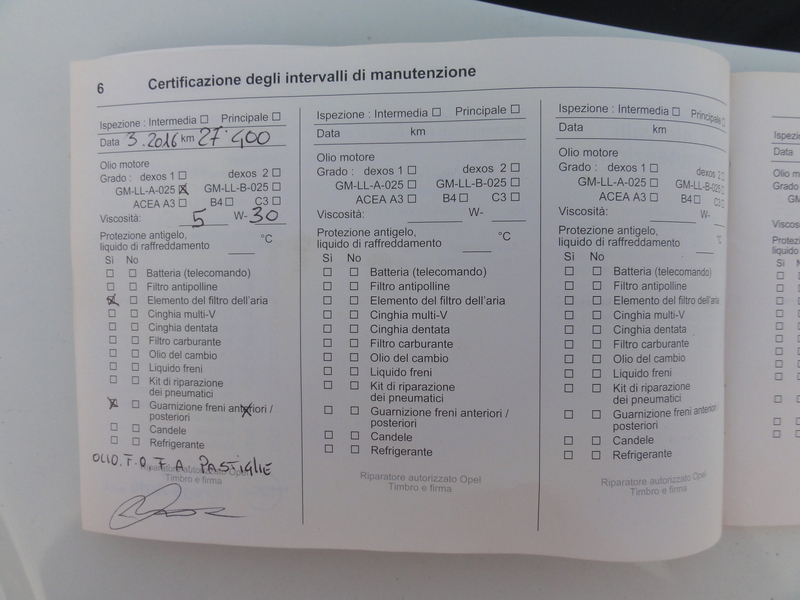 6 Certificazione degli intervalli di manutenzione
Ispezione : Intermedia ☐ Principale ☐
Data 3.2016 km 27.400
Olio motore
Grado : dexos 1 ☐ dexos 2 ☐
GM-LL-A-025 ☒ GM-LL-B-025 ☐
ACEA A3 ☐ B4 ☐ C3 ☐
Viscosità: 5 W- 30
Protezione antigelo,
liquido di raffreddamento °C
Sì No
☐ ☐ Batteria (telecomando)
☐ ☐ Filtro antipolline
☒ ☐ Elemento del filtro dell'aria
☐ ☐ Cinghia multi-V
☐ ☐ Cinghia dentata
☐ ☐ Filtro carburante
☐ ☐ Olio del cambio
☐ ☐ Liquido freni
☐ ☐ Kit di riparazione
dei pneumatici
☒ ☐ Guarnizione freni anteriori /
posteriori
☐ ☐ Candele
☐ ☐ Refrigerante
OLIO. F.O. F.A PASTIGLIE
Riparatore autorizzato Opel
Timbro e firma
Ispezione : Intermedia ☐ Principale ☐
Data km
Olio motore
Grado : dexos 1 ☐ dexos 2 ☐
GM-LL-A-025 ☐ GM-LL-B-025 ☐
ACEA A3 ☐ B4 ☐ C3 ☐
Viscosità: W-
Protezione antigelo,
liquido di raffreddamento °C
Sì No
☐ ☐ Batteria (telecomando)
☐ ☐ Filtro antipolline
☐ ☐ Elemento del filtro dell'aria
☐ ☐ Cinghia multi-V
☐ ☐ Cinghia dentata
☐ ☐ Filtro carburante
☐ ☐ Olio del cambio
☐ ☐ Liquido freni
☐ ☐ Kit di riparazione
dei pneumatici
☐ ☐ Guarnizione freni anteriori /
posteriori
☐ ☐ Candele
☐ ☐ Refrigerante
Riparatore autorizzato Opel
Timbro e firma
Ispezione : Intermedia ☐ Principale ☐
Data km
Olio motore
Grado : dexos 1 ☐ dexos 2 ☐
GM-LL-A-025 ☐ GM-LL-B-025 ☐
ACEA A3 ☐ B4 ☐ C3 ☐
Viscosità: W-
Protezione antigelo,
liquido di raffreddamento °C
Sì No
☐ ☐ Batteria (telecomando)
☐ ☐ Filtro antipolline
☐ ☐ Elemento del filtro dell'aria
☐ ☐ Cinghia multi-V
☐ ☐ Cinghia dentata
☐ ☐ Filtro carburante
☐ ☐ Olio del cambio
☐ ☐ Liquido freni
☐ ☐ Kit di riparazione
dei pneumatici
☐ ☐ Guarnizione freni anteriori /
posteriori
☐ ☐ Candele
☐ ☐ Refrigerante
Riparatore autorizzato Opel
Timbro e firma
Data
Sì No